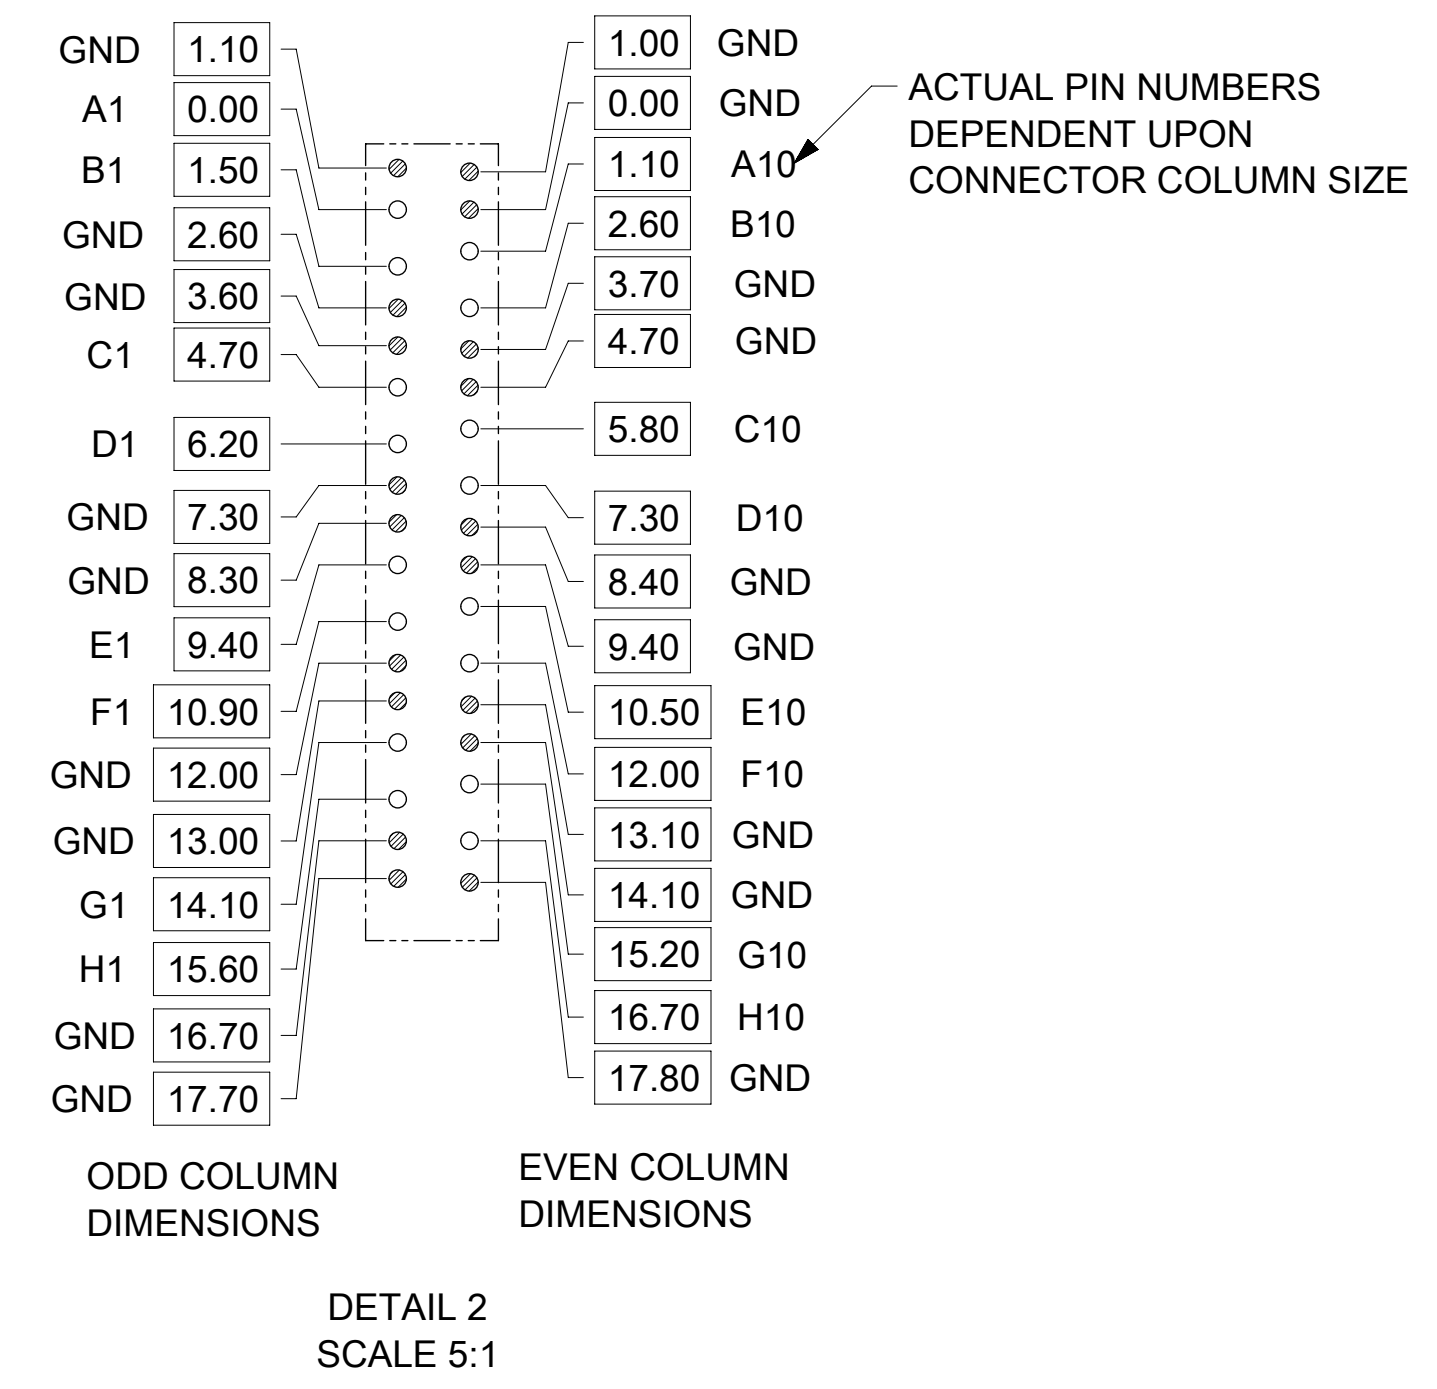 GND 1.10
A1 0.00
B1 1.50
GND 2.60
GND 3.60
C1 4.70
D1 6.20
GND 7.30
GND 8.30
E1 9.40
F1 10.90
GND 12.00
GND 13.00
G1 14.10
H1 15.60
GND 16.70
GND 17.70
ODD COLUMN
DIMENSIONS
1.00 GND
0.00 GND
1.10 A10
2.60 B10
3.70 GND
4.70 GND
5.80 C10
7.30 D10
8.40 GND
9.40 GND
10.50 E10
12.00 F10
13.10 GND
14.10 GND
15.20 G10
16.70 H10
17.80 GND
EVEN COLUMN
DIMENSIONS
ACTUAL PIN NUMBERS
DEPENDENT UPON
CONNECTOR COLUMN SIZE
DETAIL 2
SCALE 5:1